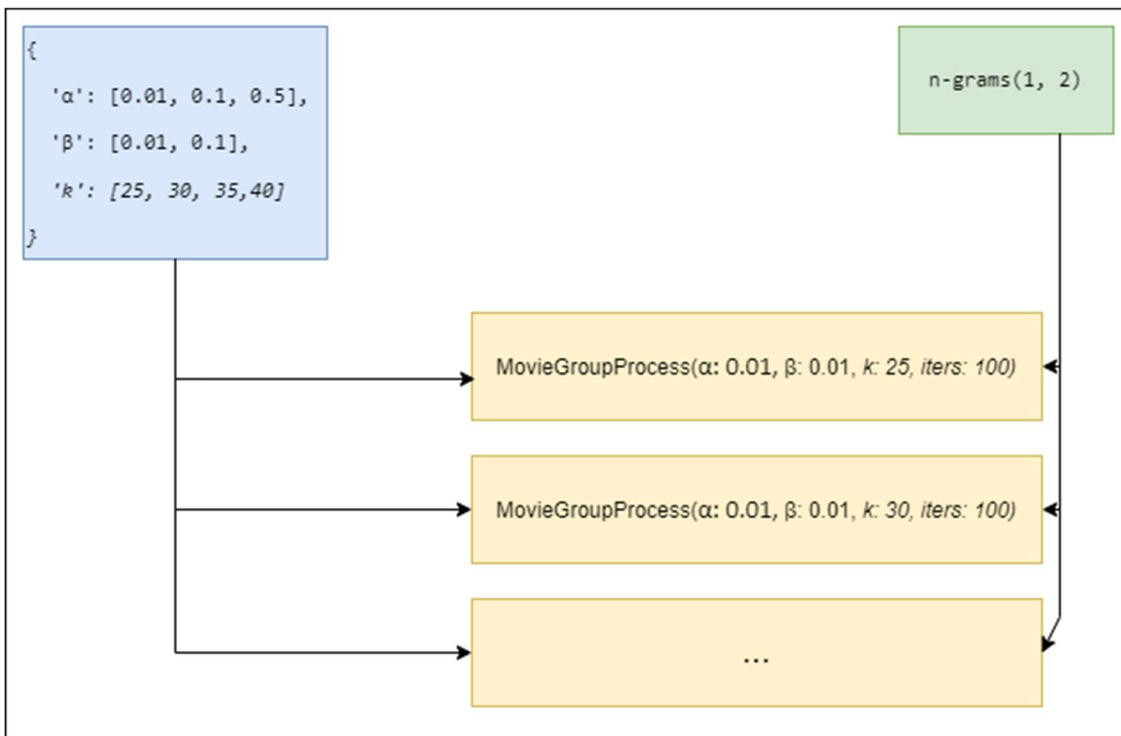 {
'α': [0.01, 0.1, 0.5],
'β': [0.01, 0.1],
'k': [25, 30, 35,40]
}
n-grams(1, 2)
MovieGroupProcess(α: 0.01, β: 0.01, k: 25, iters: 100)
MovieGroupProcess(α: 0.01, β: 0.01, k: 30, iters: 100)
...